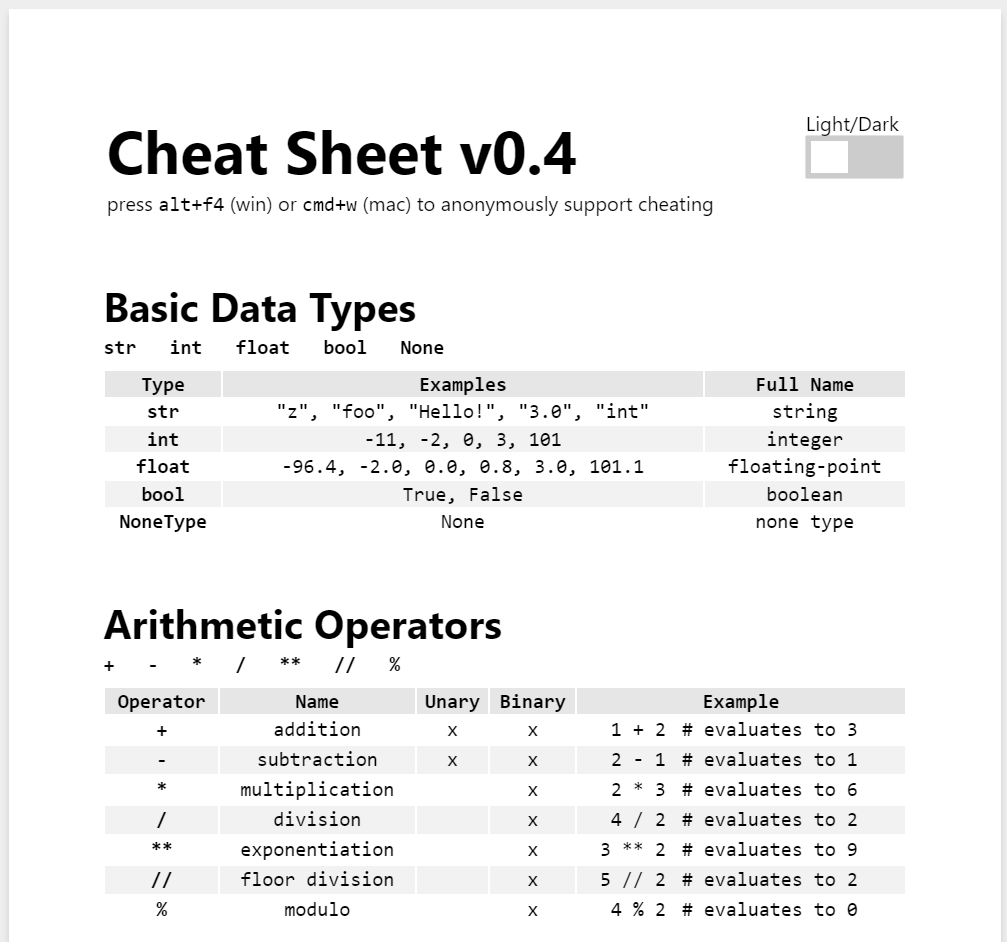 Light/Dark
Cheat Sheet v0.4
press alt+f4 (win) or cmd+w (mac) to anonymously support cheating
Basic Data Types
str int float bool None
Type Examples Full Name
str "z", "foo", "Hello!", "3.0", "int" string
int -11, -2, 0, 3, 101 integer
float -96.4, -2.0, 0.0, 0.8, 3.0, 101.1 floating-point
bool True, False boolean
NoneType None none type
Arithmetic Operators
+ - * / ** // %
Operator Name Unary Binary Example
+ addition x x 1 + 2 # evaluates to 3
- subtraction x x 2 - 1 # evaluates to 1
* multiplication x 2 * 3 # evaluates to 6
/ division x 4 / 2 # evaluates to 2
** exponentiation x 3 ** 2 # evaluates to 9
// floor division x 5 // 2 # evaluates to 2
% modulo x 4 % 2 # evaluates to 0